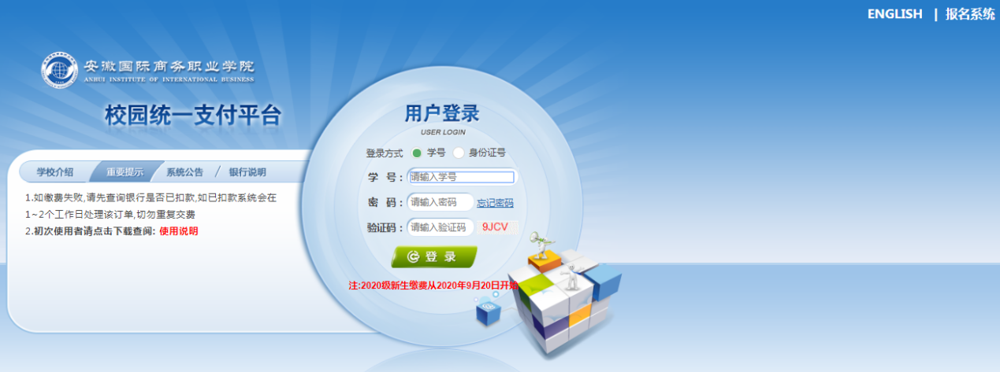 ENGLISH | 报名系统
安徽国际商务职业学院
ANHUI INSTITUTE OF INTERNATIONAL BUSINESS
校园统一支付平台
学校介绍 重要提示 系统公告 / 银行说明
1.如缴费失败,请先查询银行是否已扣款,如已扣款系统会在
1~2个工作日处理该订单,切勿重复交费
2.初次使用者请点击下载查阅: 使用说明
用户登录
USER LOGIN
登录方式 学号 身份证号
学 号: 请输入学号
密 码: 请输入密码 忘记密码
验证码: 请输入验证码 9JCV
登 录
注:2020级新生缴费从2020年9月20日开始